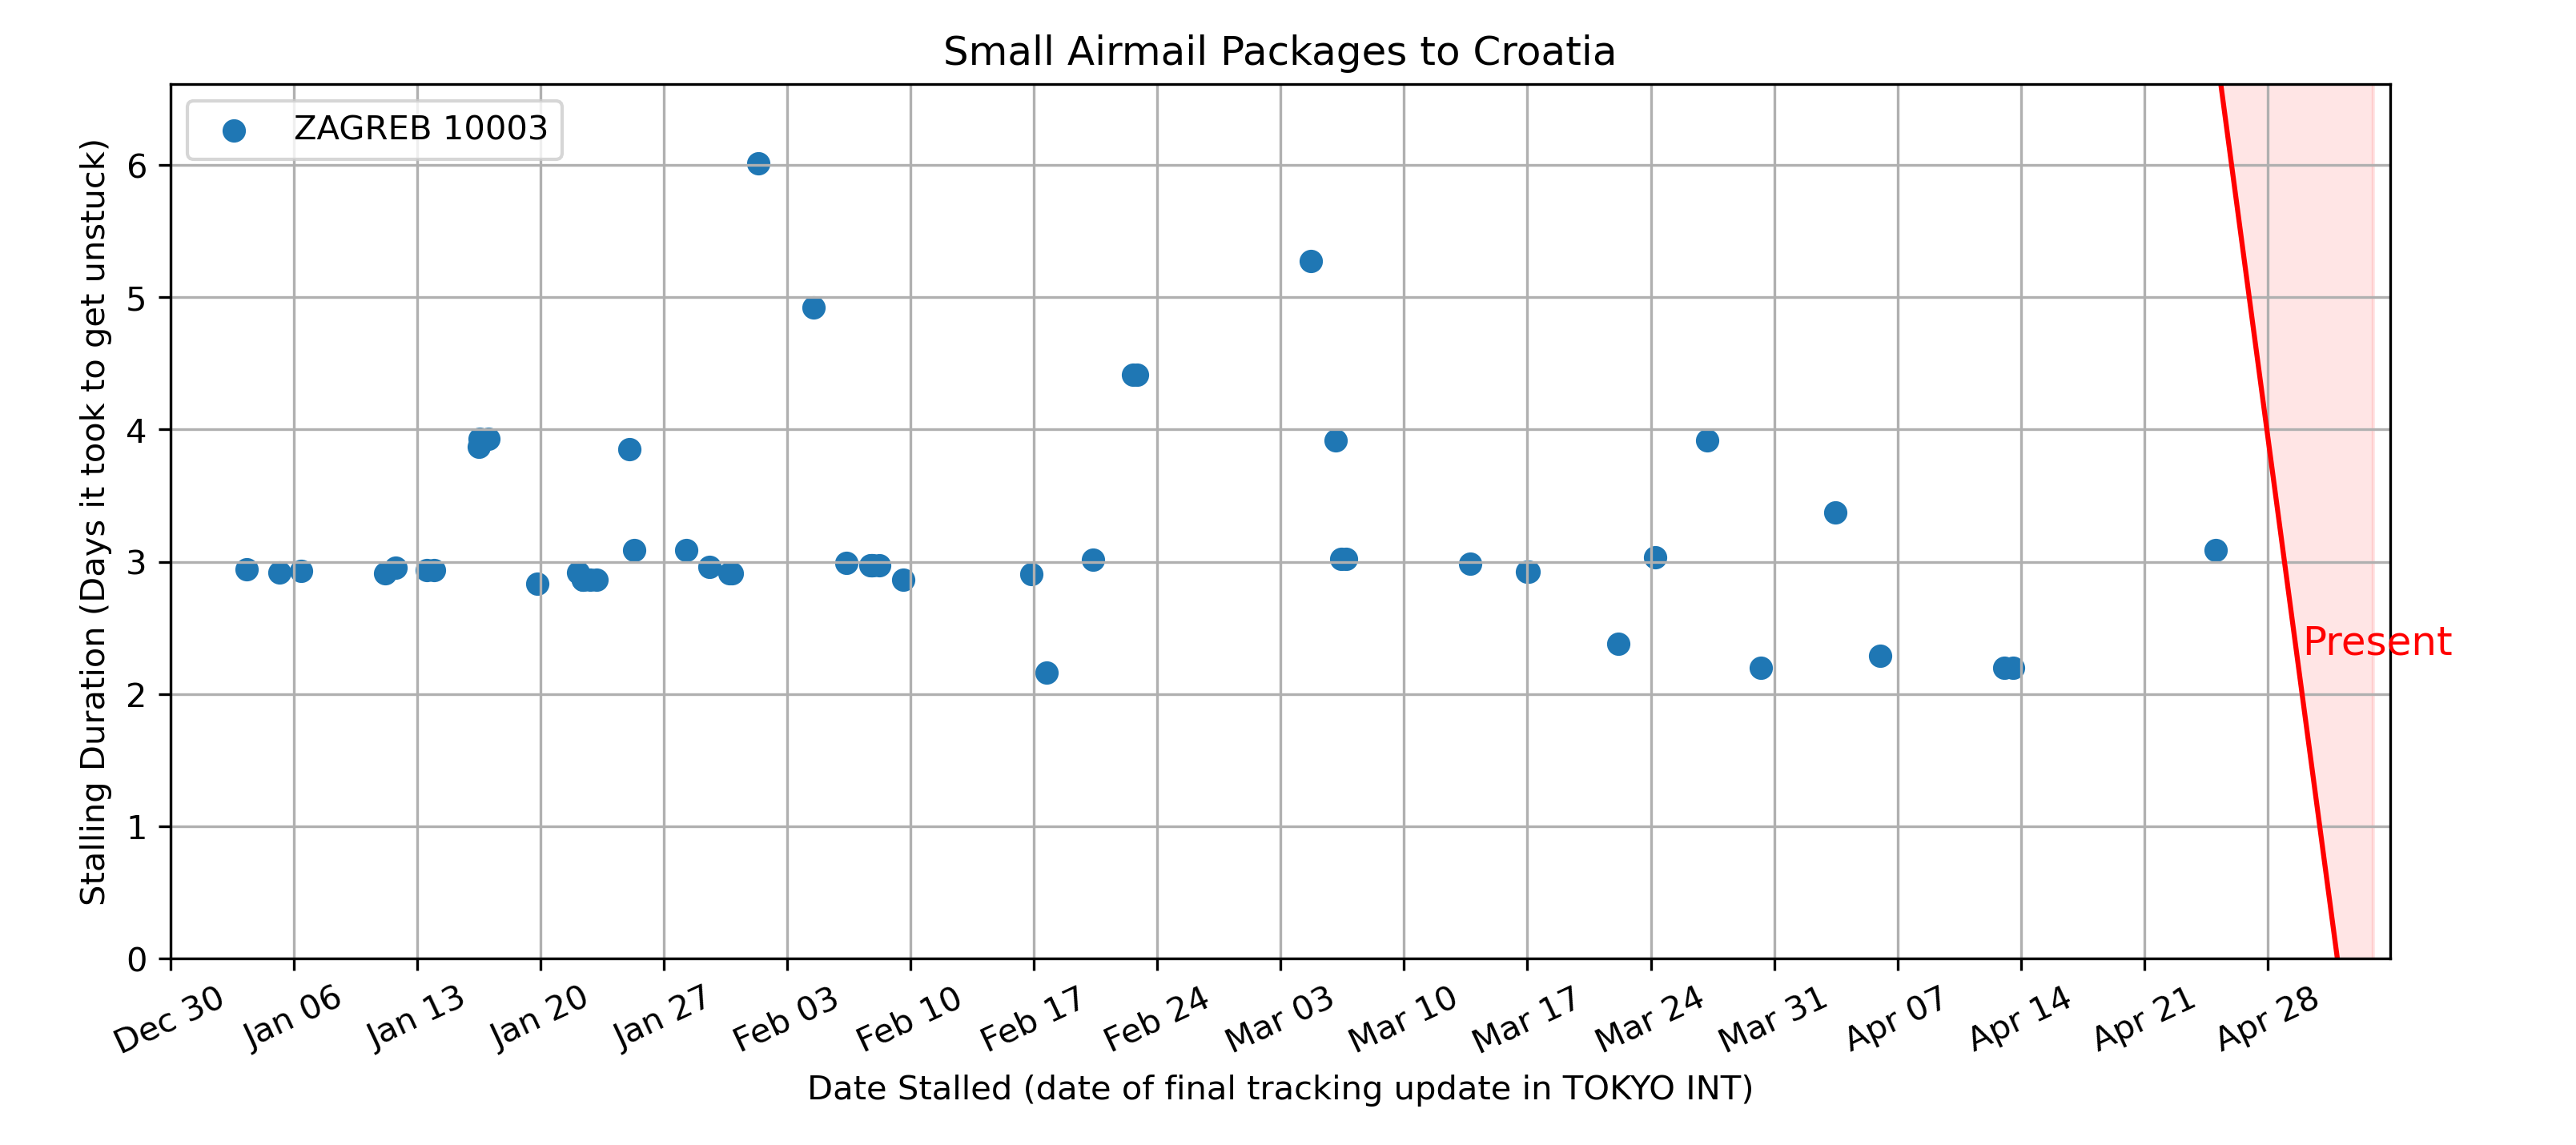 Small Airmail Packages to Croatia
ZAGREB 10003
Stalling Duration (Days it took to get unstuck)
6
5
4
3
2
1
0
Present
Dec 30
Jan 06
Jan 13
Jan 20
Jan 27
Feb 03
Feb 10
Feb 17
Feb 24
Mar 03
Mar 10
Mar 17
Mar 24
Mar 31
Apr 07
Apr 14
Apr 21
Apr 28
Date Stalled (date of final tracking update in TOKYO INT)